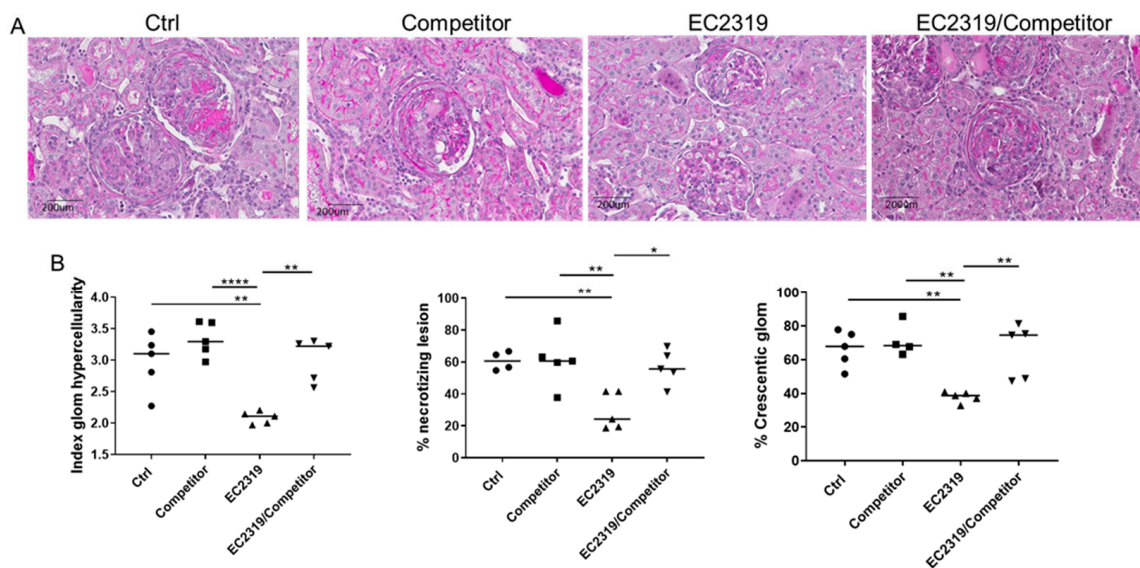 A
Ctrl
Competitor
EC2319
EC2319/Competitor
200um
200um
200um
200um
B
Index glom hypercellularity
4.0
3.5
3.0
2.5
2.0
1.5
**
****
**
Ctrl
Competitor
EC2319
EC2319/Competitor
% necrotizing lesion
100
80
60
40
20
0
*
**
**
Ctrl
Competitor
EC2319
EC2319/Competitor
% Crescentic glom
100
80
60
40
20
0
**
**
**
Ctrl
Competitor
EC2319
EC2319/Competitor